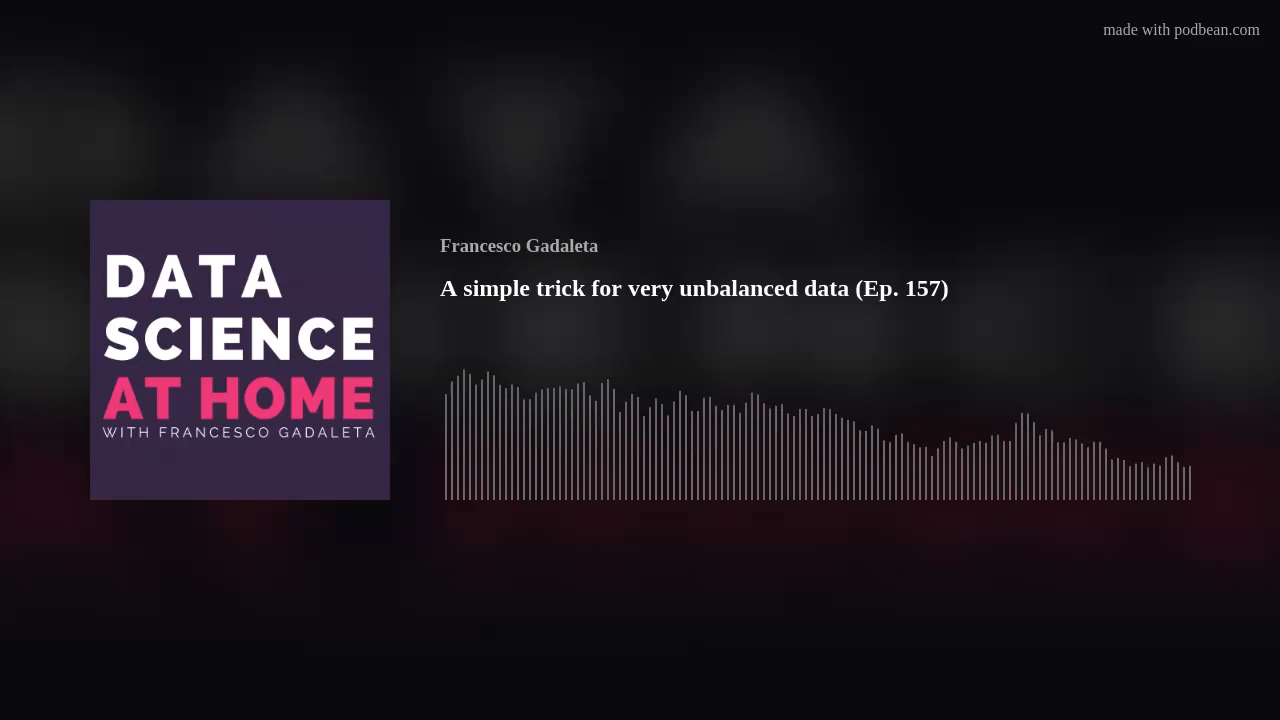 made with podbean.com
DATA
SCIENCE
AT HOME
WITH FRANCESCO GADALETA
Francesco Gadaleta
A simple trick for very unbalanced data (Ep. 157)